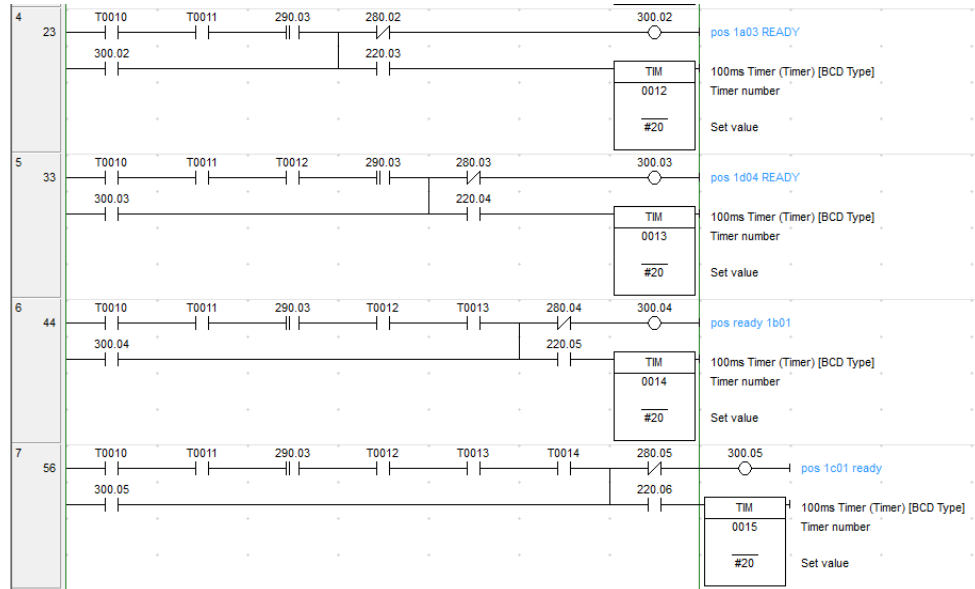 4 T0010 T0011 290.03 280.02 300.02
23 pos 1a03 READY
300.02 220.03
TIM 100ms Timer (Timer) [BCD Type]
0012 Timer number
#20 Set value
5 T0010 T0011 T0012 290.03 280.03 300.03
33 pos 1d04 READY
300.03 220.04
TIM 100ms Timer (Timer) [BCD Type]
0013 Timer number
#20 Set value
6 T0010 T0011 290.03 T0012 T0013 280.04 300.04
44 pos ready 1b01
300.04 220.05
TIM 100ms Timer (Timer) [BCD Type]
0014 Timer number
#20 Set value
7 T0010 T0011 290.03 T0012 T0013 T0014 280.05 300.05
56 pos 1c01 ready
300.05 220.06
TIM 100ms Timer (Timer) [BCD Type]
0015 Timer number
#20 Set value